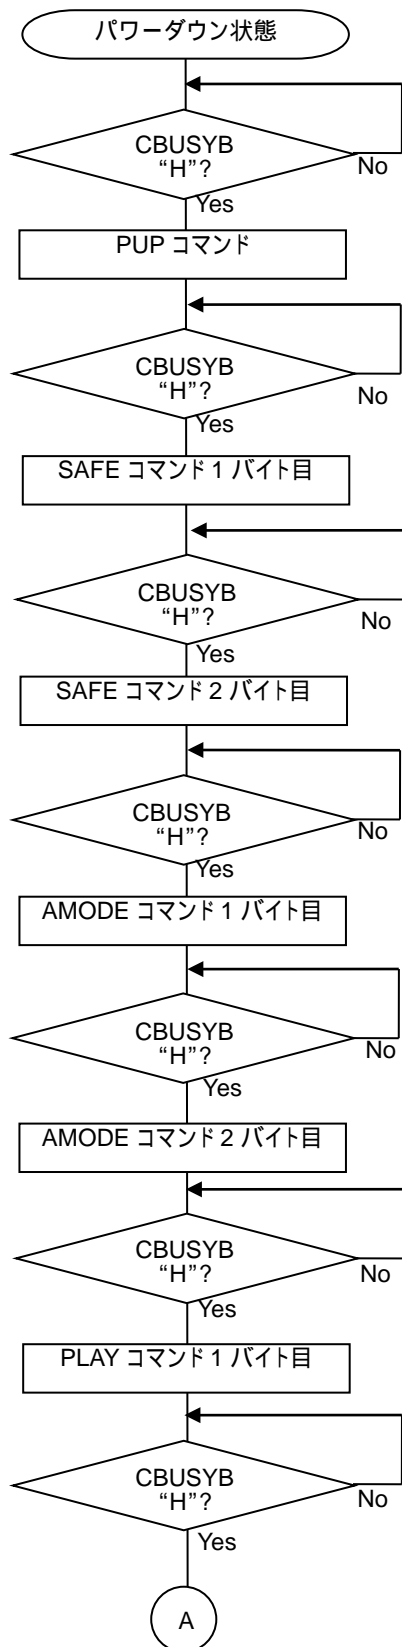 パワーダウン状態
CBUSYB
“H”?
No
Yes
PUP コマンド
CBUSYB
“H”?
No
Yes
SAFE コマンド 1 バイト目
CBUSYB
“H”?
No
Yes
SAFE コマンド 2 バイト目
CBUSYB
“H”?
No
Yes
AMODE コマンド 1 バイト目
CBUSYB
“H”?
No
Yes
AMODE コマンド 2 バイト目
CBUSYB
“H”?
No
Yes
PLAY コマンド 1 バイト目
CBUSYB
“H”?
No
Yes
A